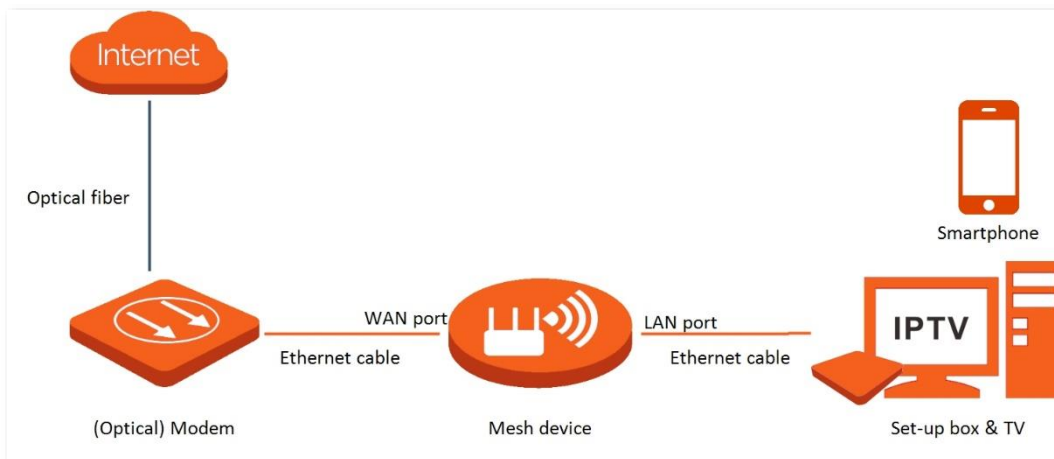 Internet
Optical fiber
Smartphone
WAN port
LAN port
IPTV
Ethernet cable
Ethernet cable
(Optical) Modem
Mesh device
Set-up box & TV